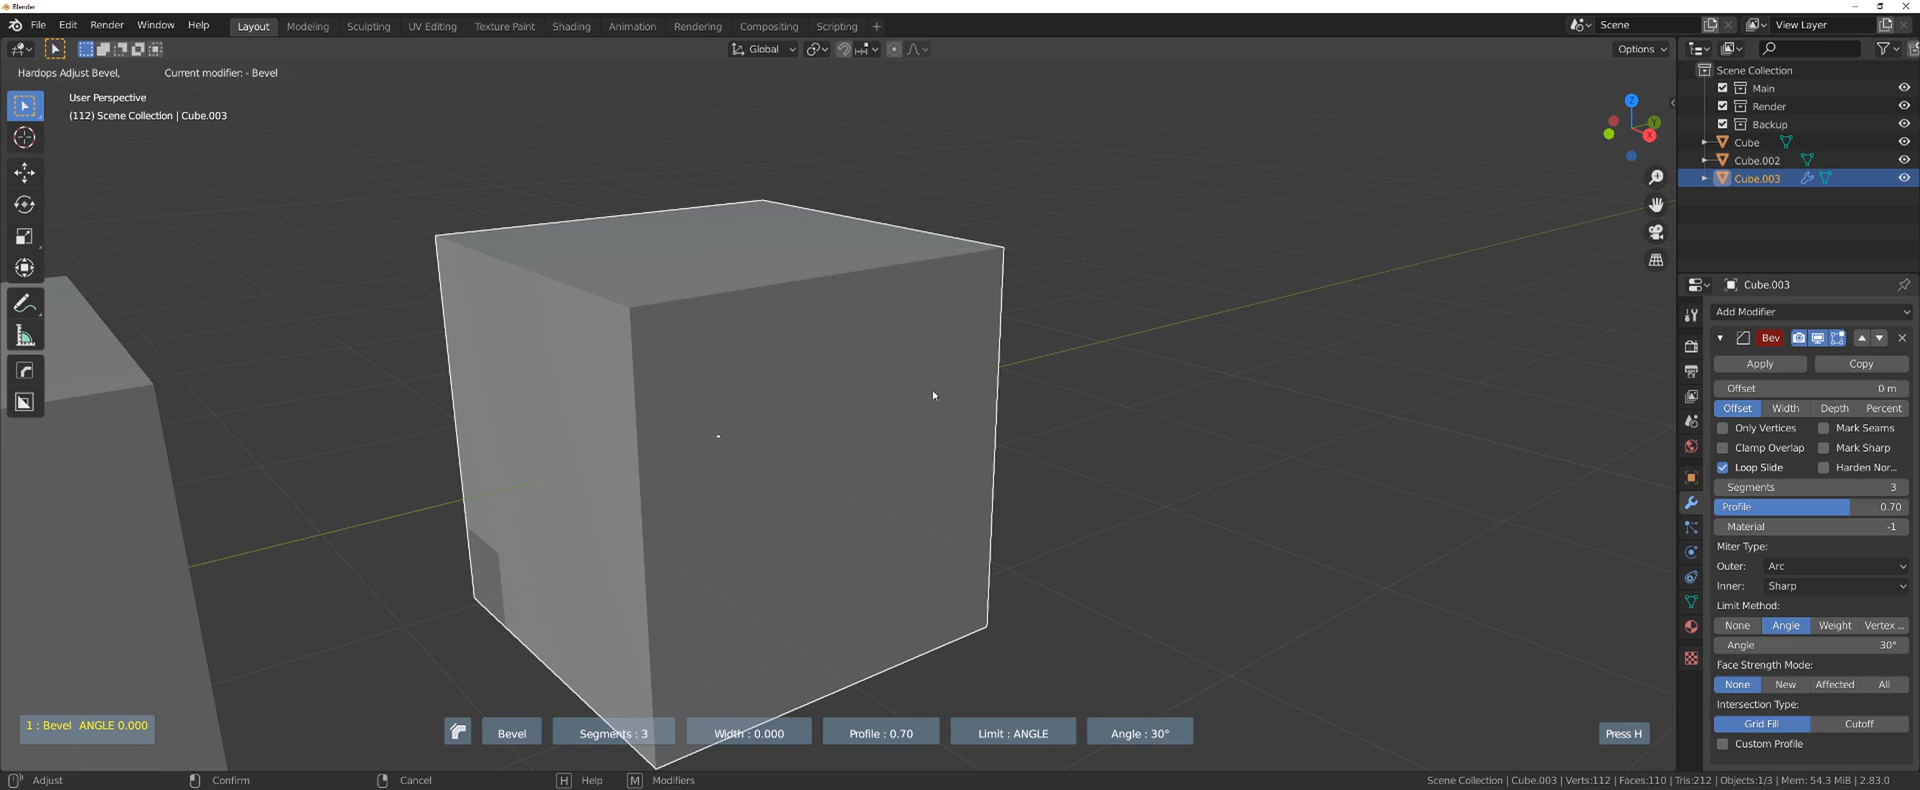 Blender
File Edit Render Window Help
Layout Modeling Sculpting UV Editing Texture Paint Shading Animation Rendering Compositing Scripting +
Scene
View Layer
Global
Options
Hardops Adjust Bevel, Current modifier: - Bevel
User Perspective
(112) Scene Collection | Cube.003
Z
Y
X
Scene Collection
Main
Render
Backup
Cube
Cube.002
Cube.003
Cube.003
Add Modifier
Bev
Apply Copy
Offset 0 m
Offset Width Depth Percent
Only Vertices Mark Seams
Clamp Overlap Mark Sharp
Loop Slide Harden Nor...
Segments 3
Profile 0.70
Material -1
Miter Type:
Outer: Arc
Inner: Sharp
Limit Method:
None Angle Weight Vertex ...
Angle 30°
Face Strength Mode:
None New Affected All
Intersection Type:
Grid Fill Cutoff
Custom Profile
1 : Bevel ANGLE 0.000
Bevel Segments : 3 Width : 0.000 Profile : 0.70 Limit : ANGLE Angle : 30°
Press H
Adjust Confirm Cancel H Help M Modifiers
Scene Collection | Cube.003 | Verts:112 | Faces:110 | Tris:212 | Objects:1/3 | Mem: 54.3 MiB | 2.83.0